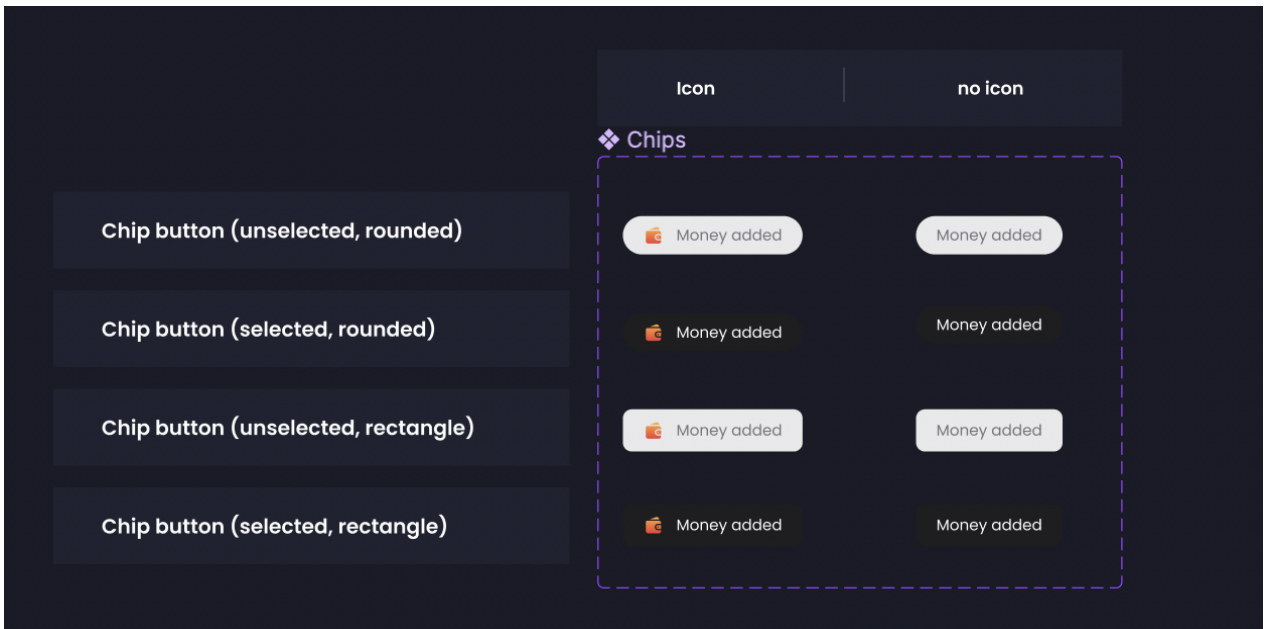 Icon
no icon
Chips
Chip button (unselected, rounded)
Money added
Money added
Chip button (selected, rounded)
Money added
Money added
Chip button (unselected, rectangle)
Money added
Money added
Chip button (selected, rectangle)
Money added
Money added